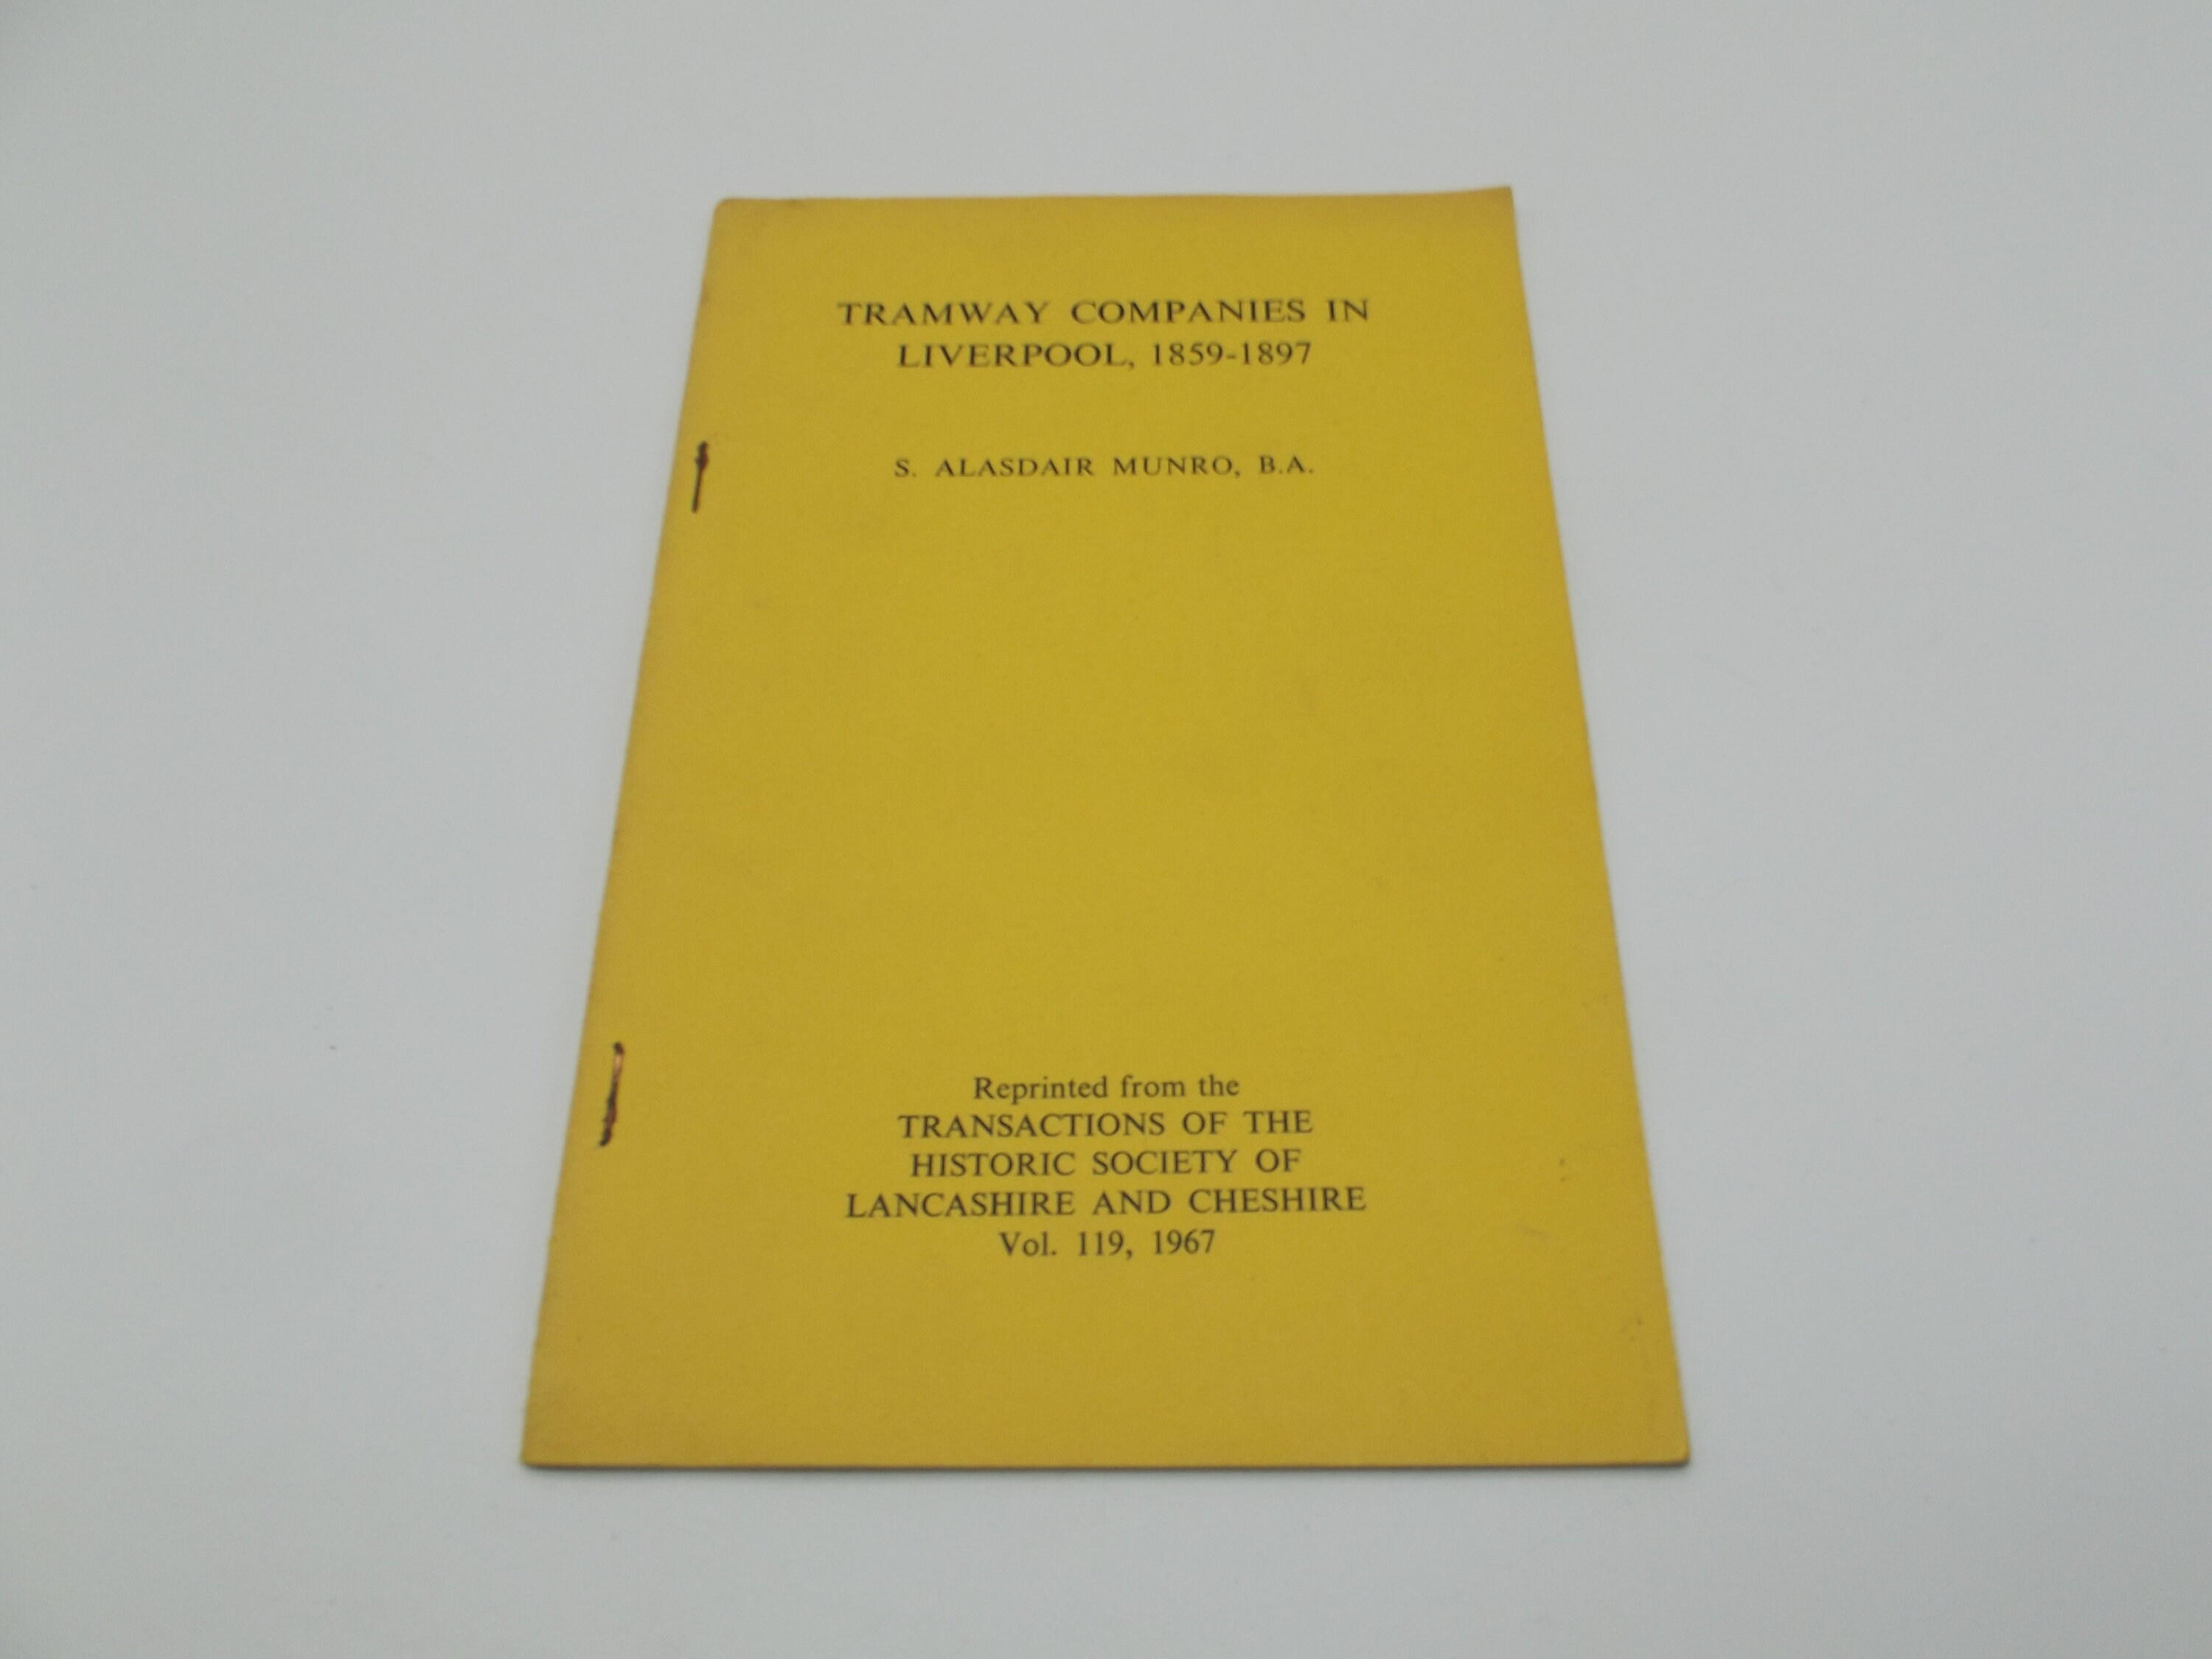 TRAMWAY COMPANIES IN
LIVERPOOL, 1859-1897
S. ALASDAIR MUNRO, B.A.
Reprinted from the
TRANSACTIONS OF THE
HISTORIC SOCIETY OF
LANCASHIRE AND CHESHIRE
Vol. 119, 1967